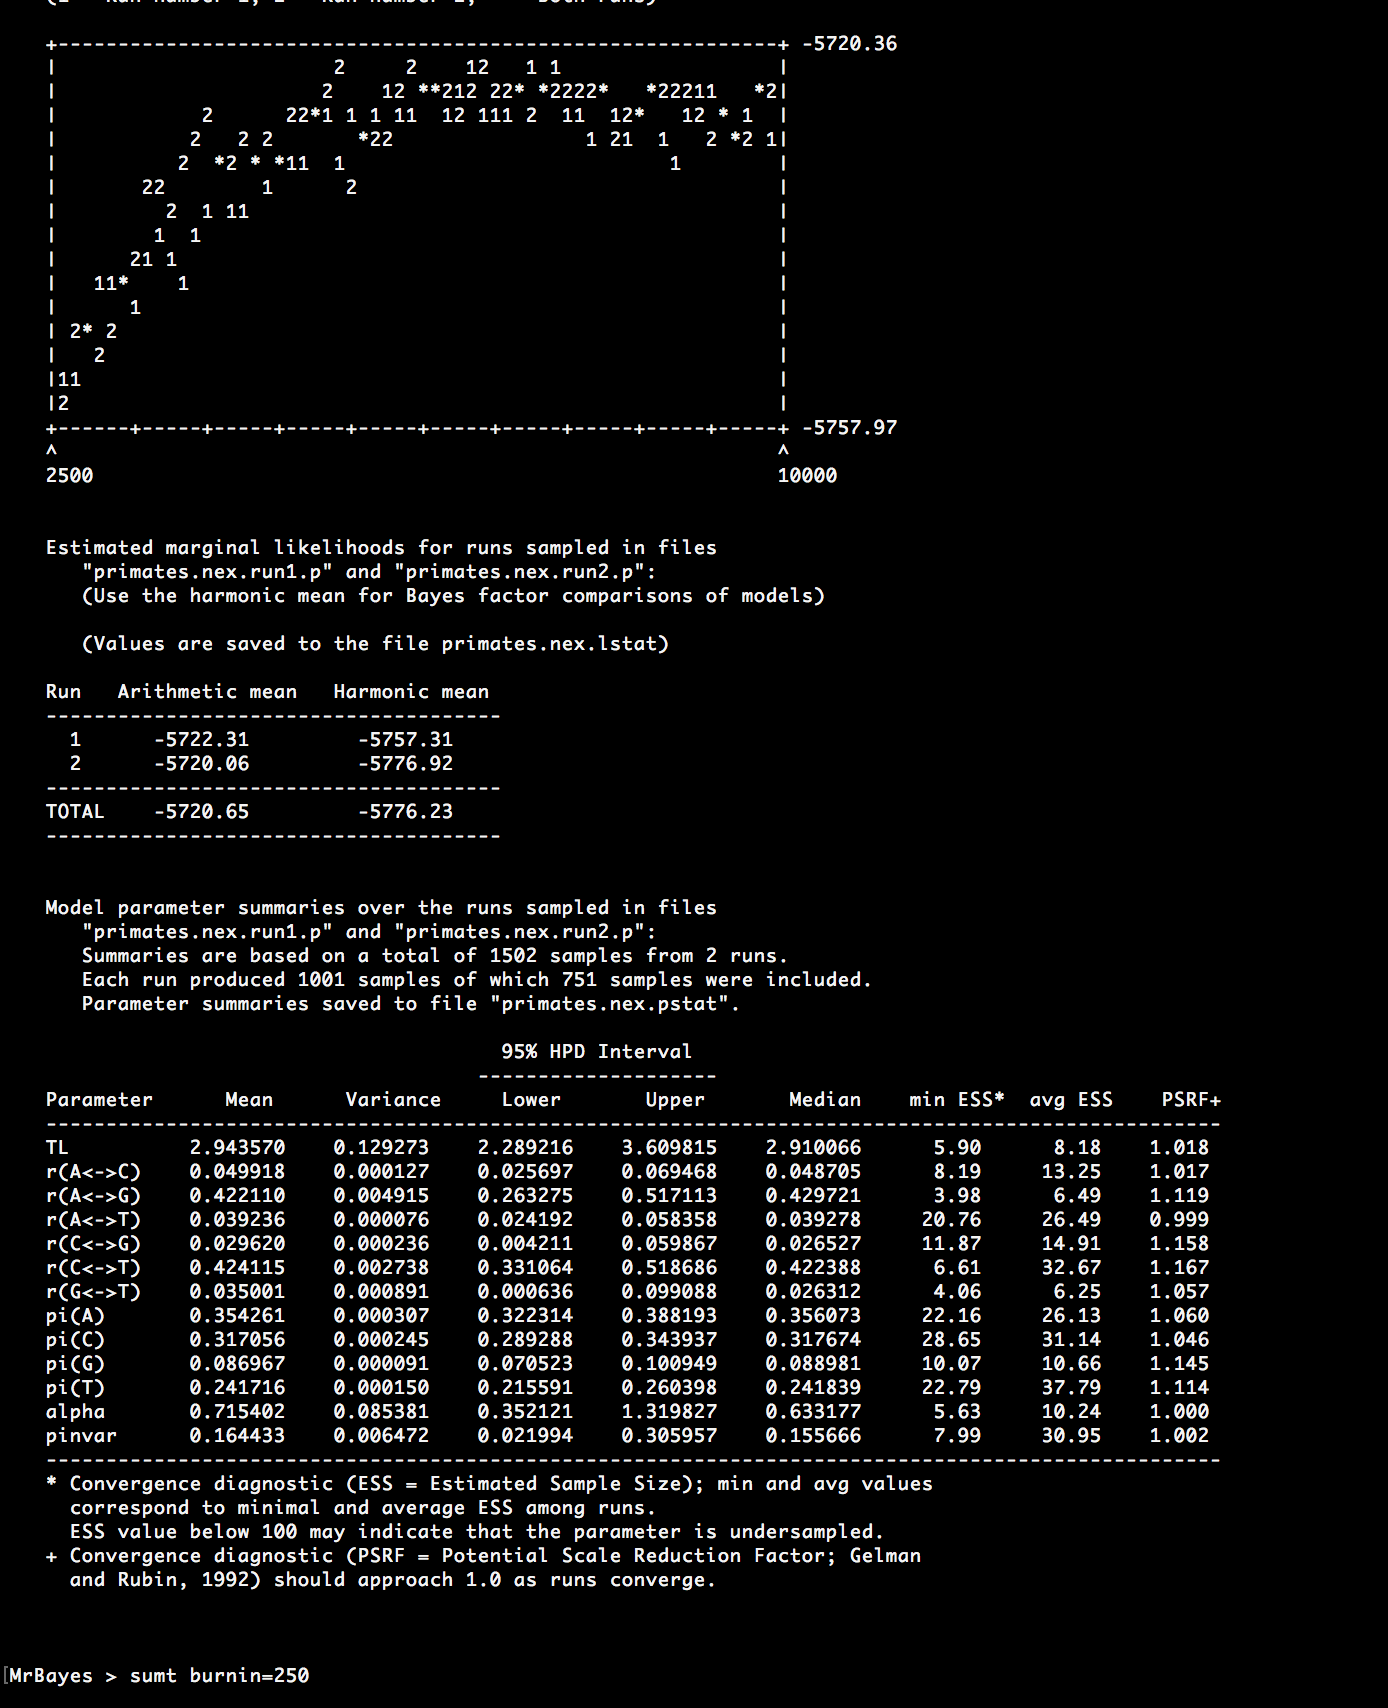 +------------------------------------------------------------+ -5720.36
|                       2     2    12   1 1                  |
|                      2    12 **212 22* *2222*   *22211   *2|
|            2      22*1 1 1 11  12 111 2  11  12*   12 * 1  |
|           2   2 2       *22                1 21  1   2 *2 1|
|          2  *2 * *11  1                           1        |
|       22        1      2                                   |
|         2  1 11                                            |
|        1  1                                                |
|      21 1                                                  |
|   11*    1                                                 |
|      1                                                     |
| 2* 2                                                       |
|   2                                                        |
|11                                                          |
|2                                                           |
+------+-----+-----+-----+-----+-----+-----+-----+-----+-----+ -5757.97
^                                                            ^
2500                                                         10000
Estimated marginal likelihoods for runs sampled in files
"primates.nex.run1.p" and "primates.nex.run2.p":
(Use the harmonic mean for Bayes factor comparisons of models)
(Values are saved to the file primates.nex.lstat)
Run   Arithmetic mean   Harmonic mean
--------------------------------------
1      -5722.31         -5757.31
2      -5720.06         -5776.92
--------------------------------------
TOTAL    -5720.65         -5776.23
--------------------------------------
Model parameter summaries over the runs sampled in files
"primates.nex.run1.p" and "primates.nex.run2.p":
Summaries are based on a total of 1502 samples from 2 runs.
Each run produced 1001 samples of which 751 samples were included.
Parameter summaries saved to file "primates.nex.pstat".
95% HPD Interval
--------------------
Parameter      Mean      Variance     Lower       Upper       Median    min ESS*  avg ESS    PSRF+
--------------------------------------------------------------------------------------------------
TL          2.943570    0.129273    2.289216    3.609815    2.910066      5.90      8.18    1.018
r(A<->C)    0.049918    0.000127    0.025697    0.069468    0.048705      8.19     13.25    1.017
r(A<->G)    0.422110    0.004915    0.263275    0.517113    0.429721      3.98      6.49    1.119
r(A<->T)    0.039236    0.000076    0.024192    0.058358    0.039278     20.76     26.49    0.999
r(C<->G)    0.029620    0.000236    0.004211    0.059867    0.026527     11.87     14.91    1.158
r(C<->T)    0.424115    0.002738    0.331064    0.518686    0.422388      6.61     32.67    1.167
r(G<->T)    0.035001    0.000891    0.000636    0.099088    0.026312      4.06      6.25    1.057
pi(A)       0.354261    0.000307    0.322314    0.388193    0.356073     22.16     26.13    1.060
pi(C)       0.317056    0.000245    0.289288    0.343937    0.317674     28.65     31.14    1.046
pi(G)       0.086967    0.000091    0.070523    0.100949    0.088981     10.07     10.66    1.145
pi(T)       0.241716    0.000150    0.215591    0.260398    0.241839     22.79     37.79    1.114
alpha       0.715402    0.085381    0.352121    1.319827    0.633177      5.63     10.24    1.000
pinvar      0.164433    0.006472    0.021994    0.305957    0.155666      7.99     30.95    1.002
--------------------------------------------------------------------------------------------------
* Convergence diagnostic (ESS = Estimated Sample Size); min and avg values
correspond to minimal and average ESS among runs.
ESS value below 100 may indicate that the parameter is undersampled.
+ Convergence diagnostic (PSRF = Potential Scale Reduction Factor; Gelman
and Rubin, 1992) should approach 1.0 as runs converge.
[MrBayes > sumt burnin=250